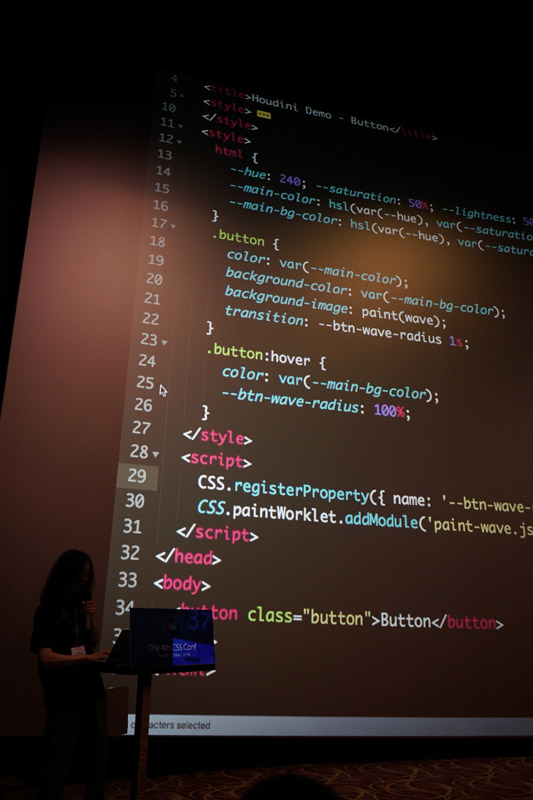 4
5 <title>Houdini Demo - Button</title>
10 <style>
11 </style>
12 <style>
13 html {
14 --hue: 240; --saturation: 50%; --lightness: 50
15 --main-color: hsl(var(--hue), var(--saturatio
16 --main-bg-color: hsl(var(--hue), var(--satura
17 }
18 .button {
19 color: var(--main-color);
20 background-color: var(--main-bg-color);
21 background-image: paint(wave);
22 transition: --btn-wave-radius 1s;
23 }
24 .button:hover {
25 color: var(--main-bg-color);
26 --btn-wave-radius: 100%;
27 }
28 </style>
29 <script>
30 CSS.registerProperty({ name: '--btn-wave-
31 CSS.paintWorklet.addModule('paint-wave.js
32 </script>
33 </head>
34 <body>
<button class="button">Button</button>
The 4th CSS Conf
characters selected